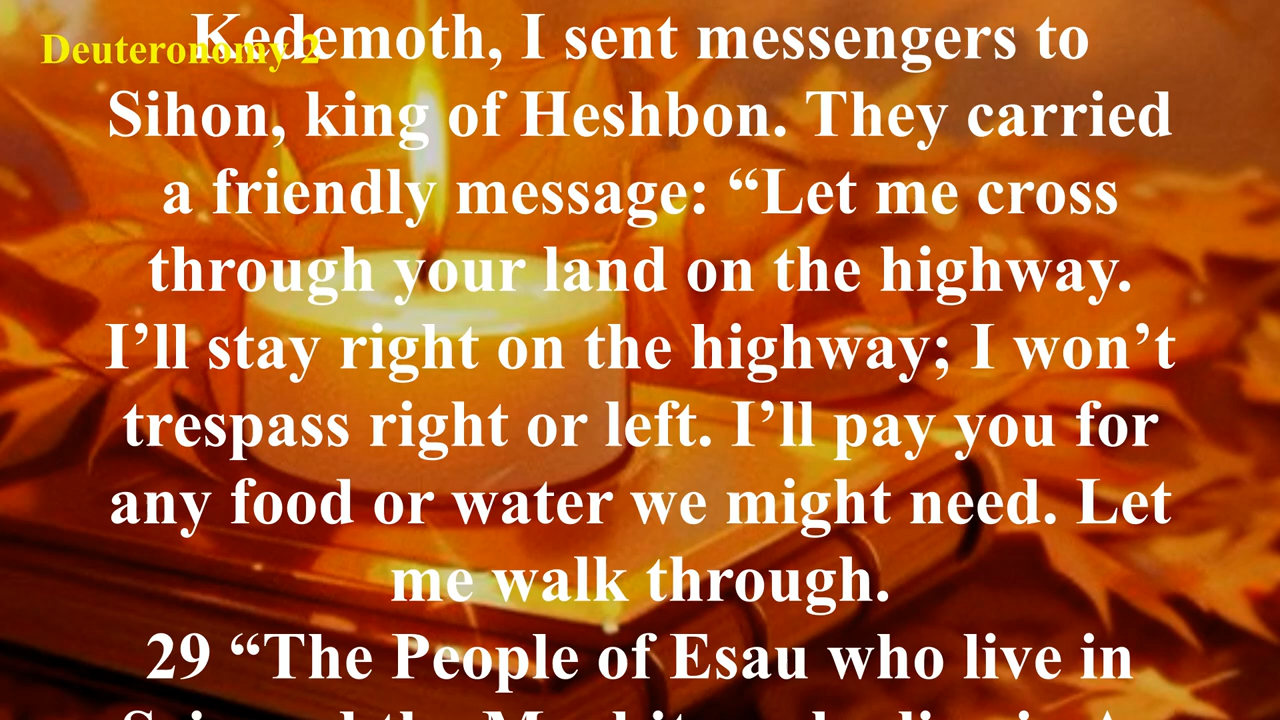 Deuteronomy 2
Kedemoth, I sent messengers to
Sihon, king of Heshbon. They carried
a friendly message: “Let me cross
through your land on the highway.
I’ll stay right on the highway; I won’t
trespass right or left. I’ll pay you for
any food or water we might need. Let
me walk through.
29 “The People of Esau who live in